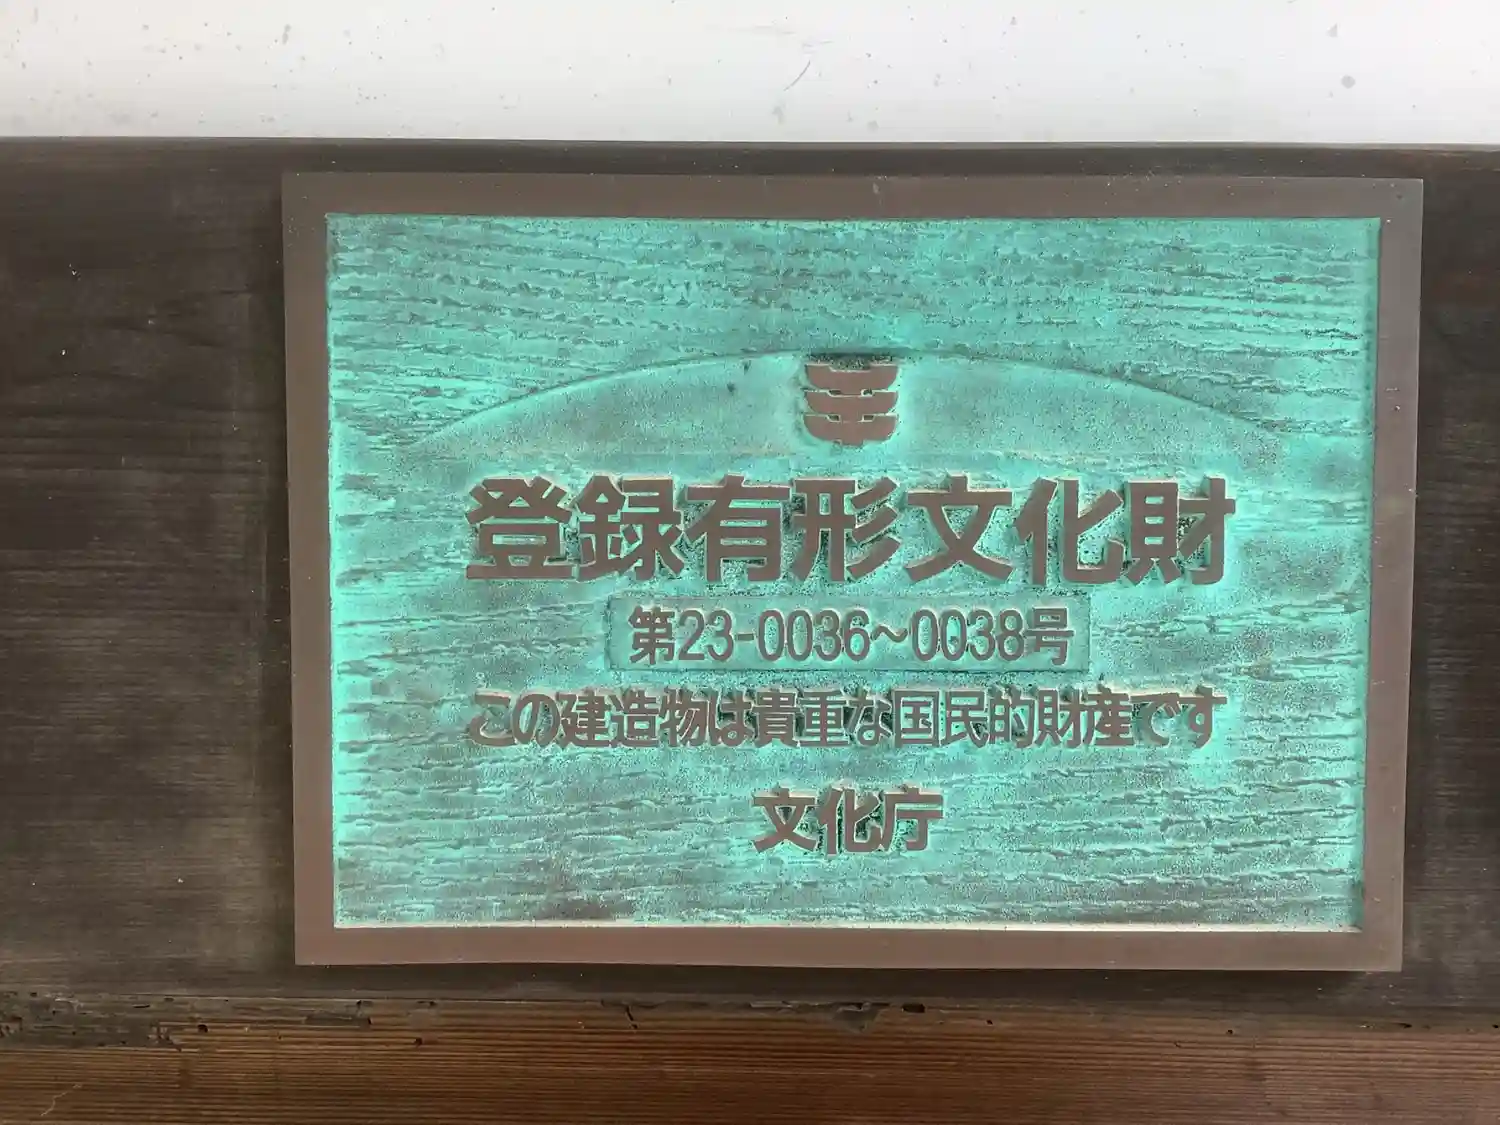 登録有形文化財
第23-0036～0038号
この建造物は貴重な国民的財産です
文化庁